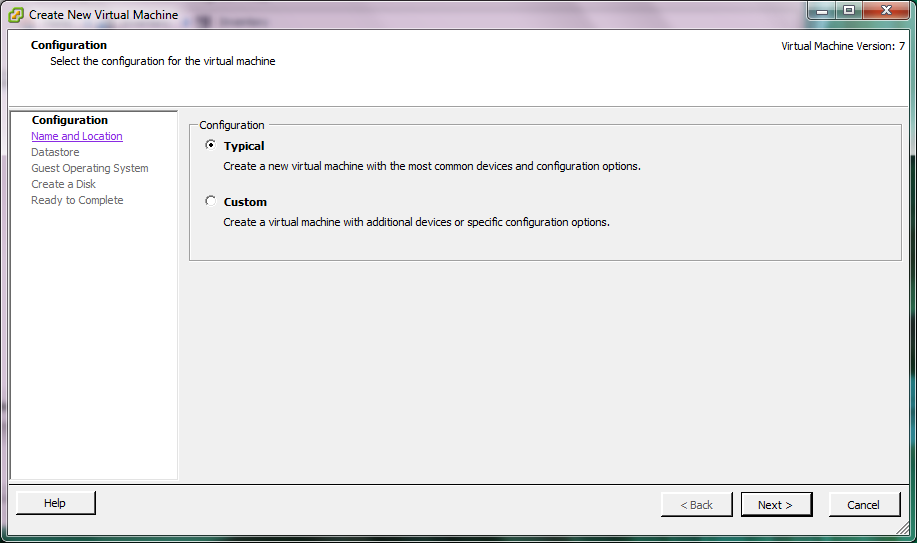 Create New Virtual Machine
Configuration
Select the configuration for the virtual machine
Virtual Machine Version: 7
Configuration
Name and Location
Datastore
Guest Operating System
Create a Disk
Ready to Complete
Configuration
Typical
Create a new virtual machine with the most common devices and configuration options.
Custom
Create a virtual machine with additional devices or specific configuration options.
Help
< Back
Next >
Cancel